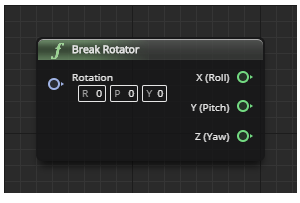 f Break Rotator
Rotation
R 0 P 0 Y 0
X (Roll)
Y (Pitch)
Z (Yaw)